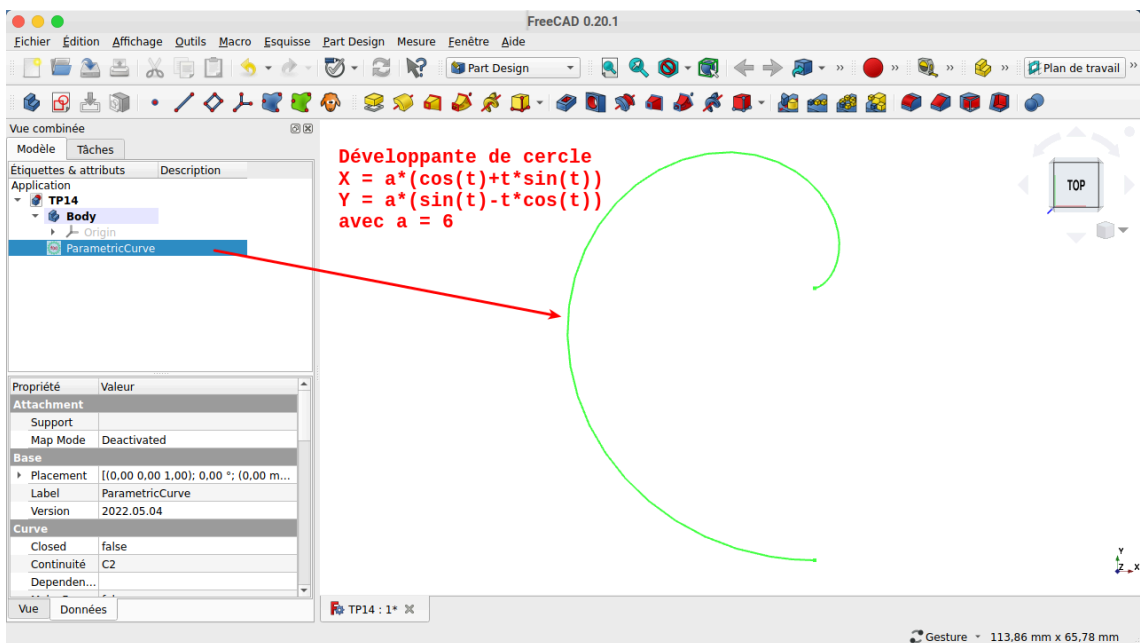 FreeCAD 0.20.1
Fichier Édition Affichage Outils Macro Esquisse Part Design Mesure Fenêtre Aide
Part Design
Plan de travail
Vue combinée
Modèle Tâches
Étiquettes & attributs Description
Application
TP14
Body
Origin
ParametricCurve
Développante de cercle
X = a*(cos(t)+t*sin(t))
Y = a*(sin(t)-t*cos(t))
avec a = 6
TOP
Propriété Valeur
Attachment
Support
Map Mode Deactivated
Base
Placement [(0,00 0,00 1,00); 0,00 °; (0,00 m...
Label ParametricCurve
Version 2022.05.04
Curve
Closed false
Continuité C2
Dependen...
Y
Z X
Vue Données
TP14 : 1*
Gesture 113,86 mm x 65,78 mm